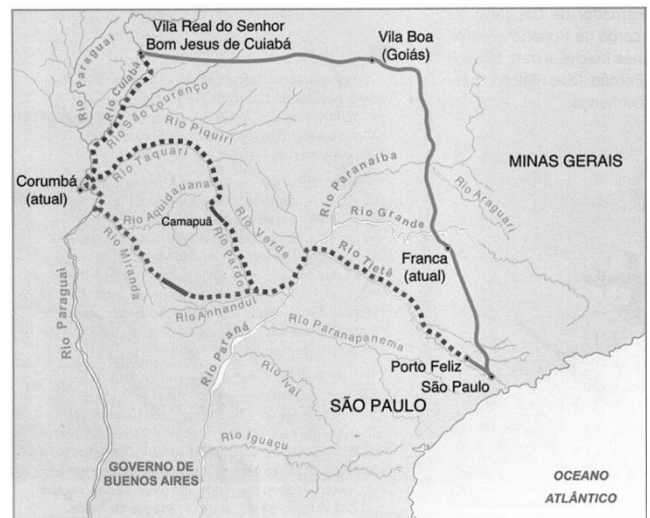 Vila Real do Senhor
Bom Jesus de Cuiabá
Vila Boa
(Goiás)
Rio Paraguai
Rio Cuiabá
Rio São Lourenço
Rio Piquiri
Rio Taquari
Corumbá
(atual)
Rio Aquidauana
Camapuã
Rio Verde
Rio Pardo
Rio Miranda
Rio Paranaíba
MINAS GERAIS
Rio Araguari
Rio Grande
Franca
(atual)
Rio Tietê
Rio Anhanduí
Rio Paraguai
Rio Paraná
Rio Paranapanema
Porto Feliz
São Paulo
Rio Ivaí
SÃO PAULO
Rio Iguaçu
GOVERNO DE
BUENOS AIRES
OCEANO
ATLÂNTICO